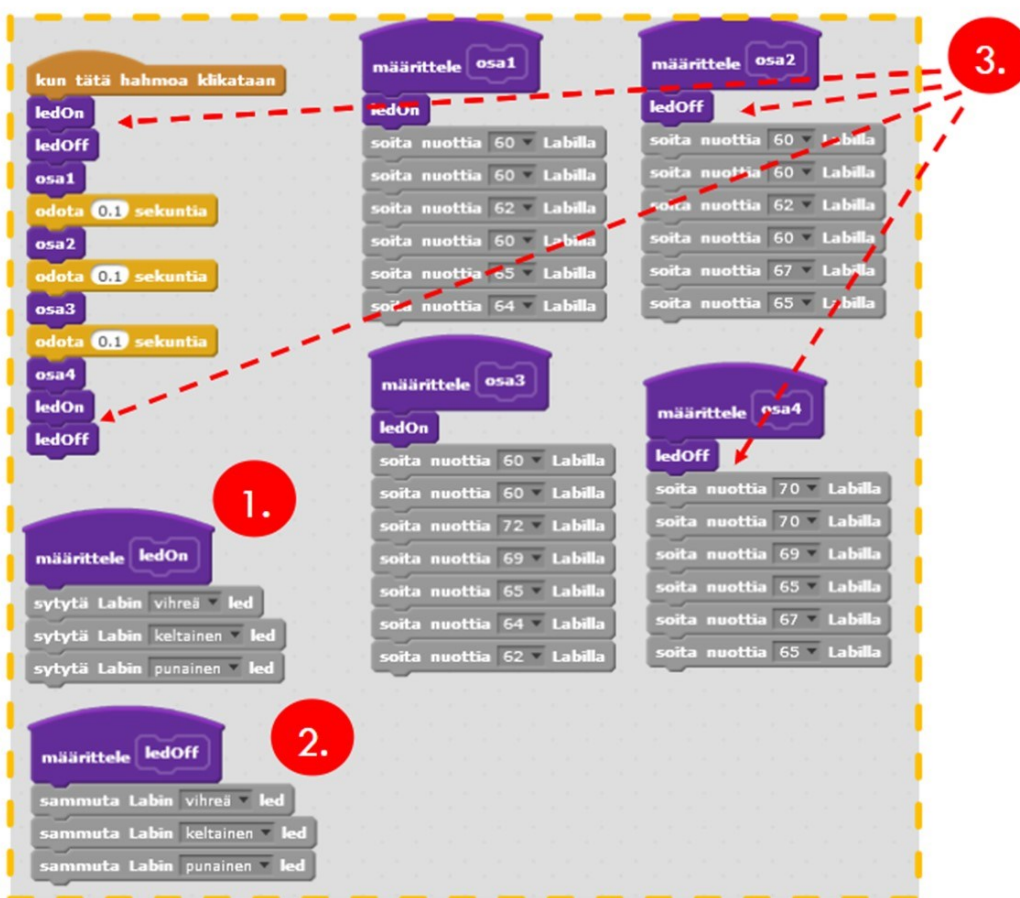 kun tätä hahmoa klikataan
ledOn
ledOff
osa1
odota 0.1 sekuntia
osa2
odota 0.1 sekuntia
osa3
odota 0.1 sekuntia
osa4
ledOn
ledOff
määrittele osa1
ledOn
soita nuottia 60 Labilla
soita nuottia 60 Labilla
soita nuottia 62 Labilla
soita nuottia 60 Labilla
soita nuottia 65 Labilla
soita nuottia 64 Labilla
määrittele osa2
ledOff
soita nuottia 60 Labilla
soita nuottia 60 Labilla
soita nuottia 62 Labilla
soita nuottia 60 Labilla
soita nuottia 67 Labilla
soita nuottia 65 Labilla
3.
määrittele osa3
ledOn
soita nuottia 60 Labilla
soita nuottia 60 Labilla
soita nuottia 72 Labilla
soita nuottia 69 Labilla
soita nuottia 65 Labilla
soita nuottia 64 Labilla
soita nuottia 62 Labilla
määrittele osa4
ledOff
soita nuottia 70 Labilla
soita nuottia 70 Labilla
soita nuottia 69 Labilla
soita nuottia 65 Labilla
soita nuottia 67 Labilla
soita nuottia 65 Labilla
1.
määrittele ledOn
sytytä Labin vihreä led
sytytä Labin keltainen led
sytytä Labin punainen led
2.
määrittele ledOff
sammuta Labin vihreä led
sammuta Labin keltainen led
sammuta Labin punainen led